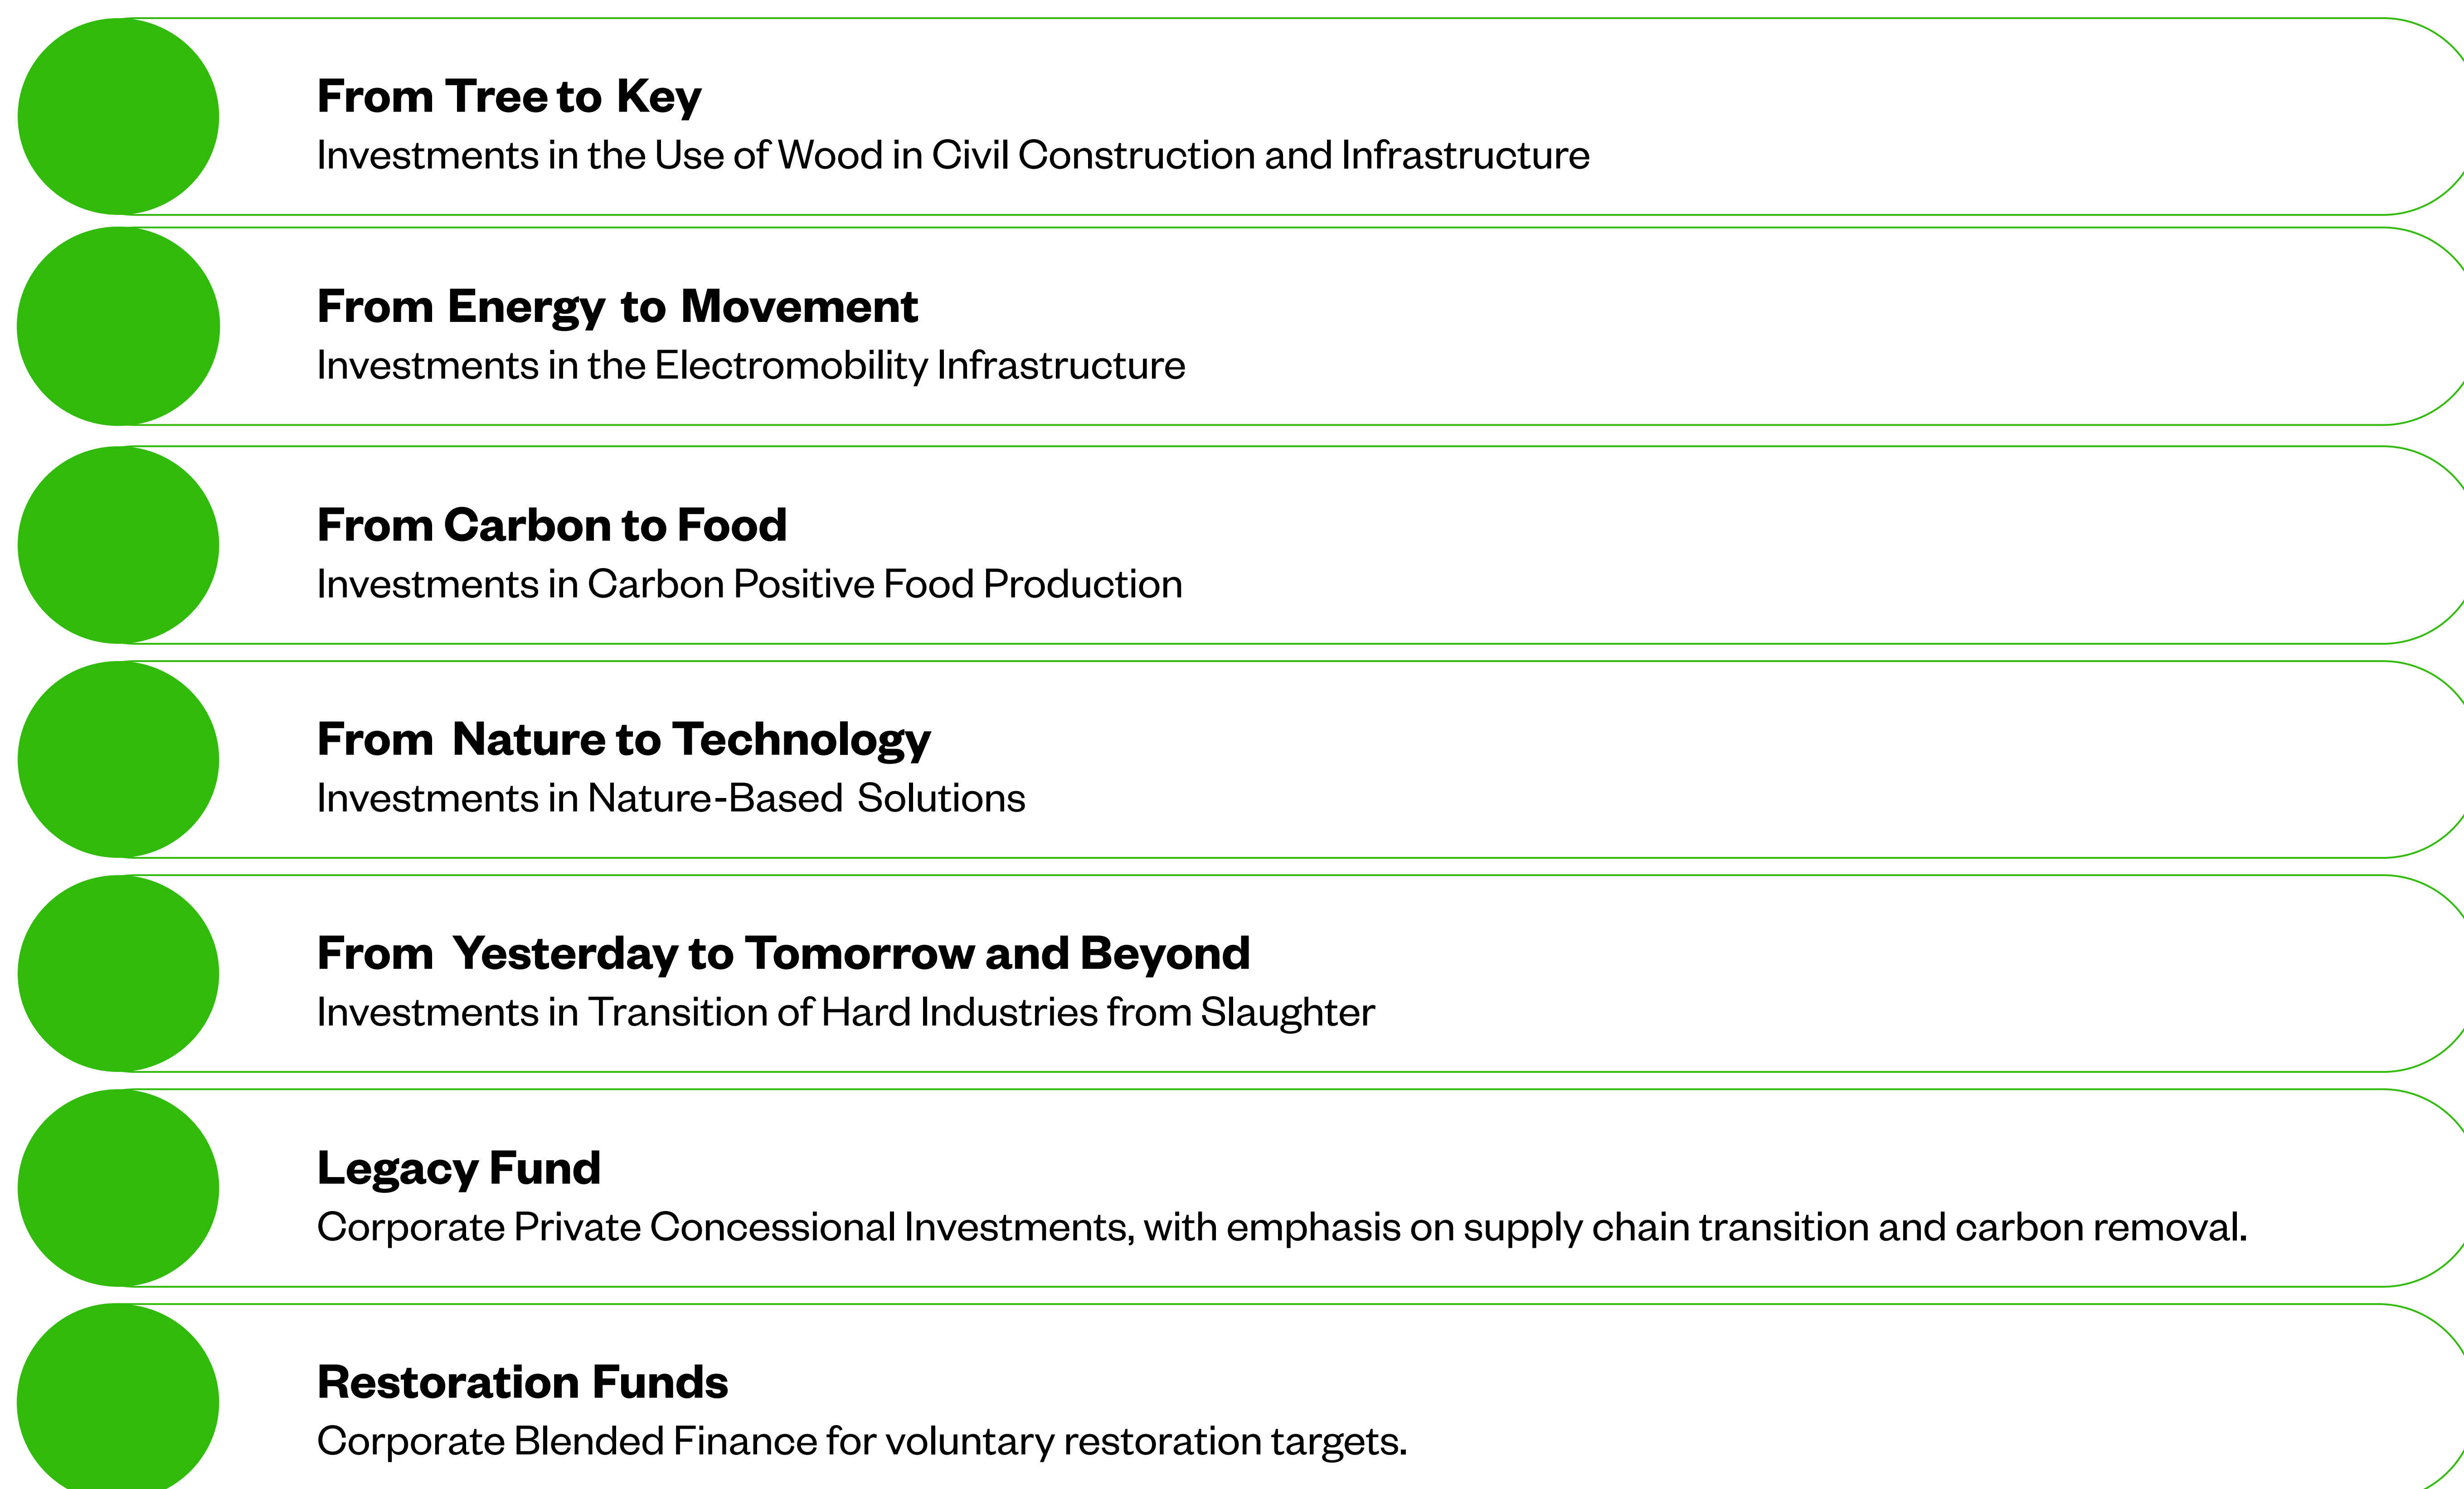 From Tree to Key
Investments in the Use of Wood in Civil Construction and Infrastructure
From Energy to Movement
Investments in the Electromobility Infrastructure
From Carbon to Food
Investments in Carbon Positive Food Production
From Nature to Technology
Investments in Nature-Based Solutions
From Yesterday to Tomorrow and Beyond
Investments in Transition of Hard Industries from Slaughter
Legacy Fund
Corporate Private Concessional Investments, with emphasis on supply chain transition and carbon removal.
Restoration Funds
Corporate Blended Finance for voluntary restoration targets.